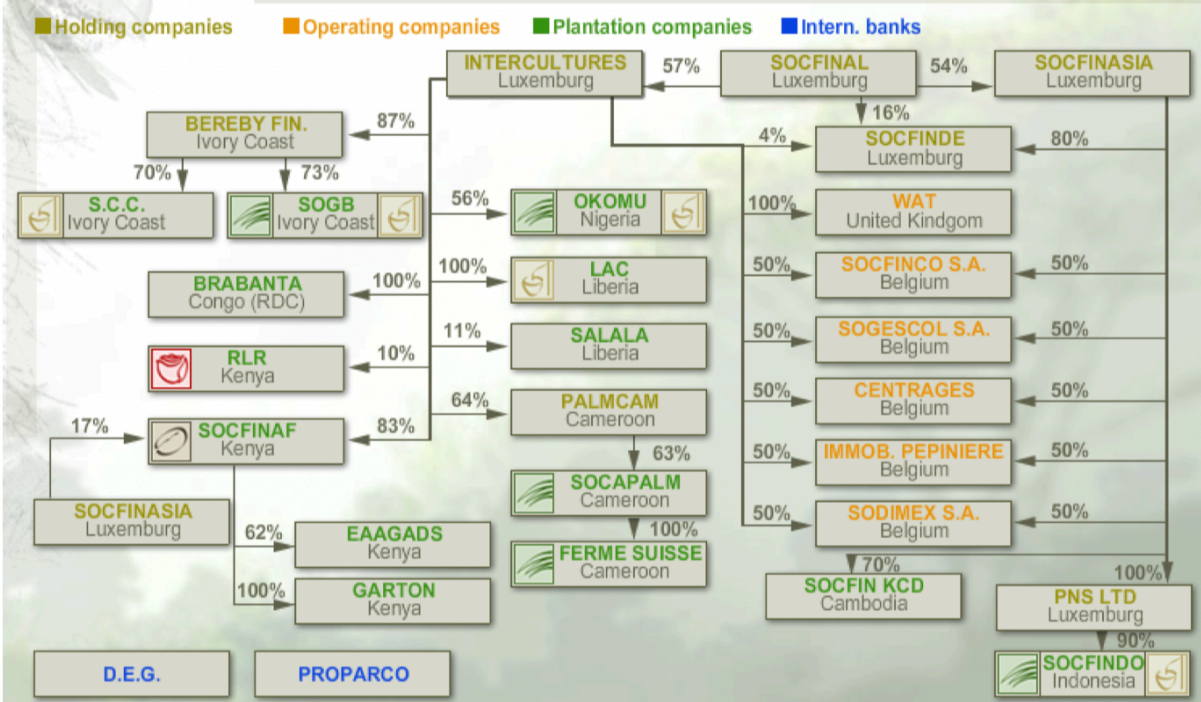 Holding companies
Operating companies
Plantation companies
Intern. banks
INTERCULTURES
Luxemburg
57%
SOCFINAL
Luxemburg
54%
SOCFINASIA
Luxemburg
16%
BEREBY FIN.
Ivory Coast
87%
4%
SOCFINDE
Luxemburg
80%
70%
73%
S.C.C.
Ivory Coast
SOGB
Ivory Coast
56%
OKOMU
Nigeria
100%
WAT
United Kindgom
BRABANTA
Congo (RDC)
100%
100%
LAC
Liberia
50%
SOCFINCO S.A.
Belgium
50%
RLR
Kenya
10%
11%
SALALA
Liberia
50%
SOGESCOL S.A.
Belgium
50%
17%
SOCFINAF
Kenya
83%
64%
PALMCAM
Cameroon
50%
CENTRAGES
Belgium
50%
63%
50%
IMMOB. PEPINIERE
Belgium
50%
SOCFINASIA
Luxemburg
SOCAPALM
Cameroon
50%
SODIMEX S.A.
Belgium
50%
62%
EAAGADS
Kenya
100%
FERME SUISSE
Cameroon
70%
SOCFIN KCD
Cambodia
100%
PNS LTD
Luxemburg
100%
GARTON
Kenya
90%
SOCFINDO
Indonesia
D.E.G.
PROPARCO